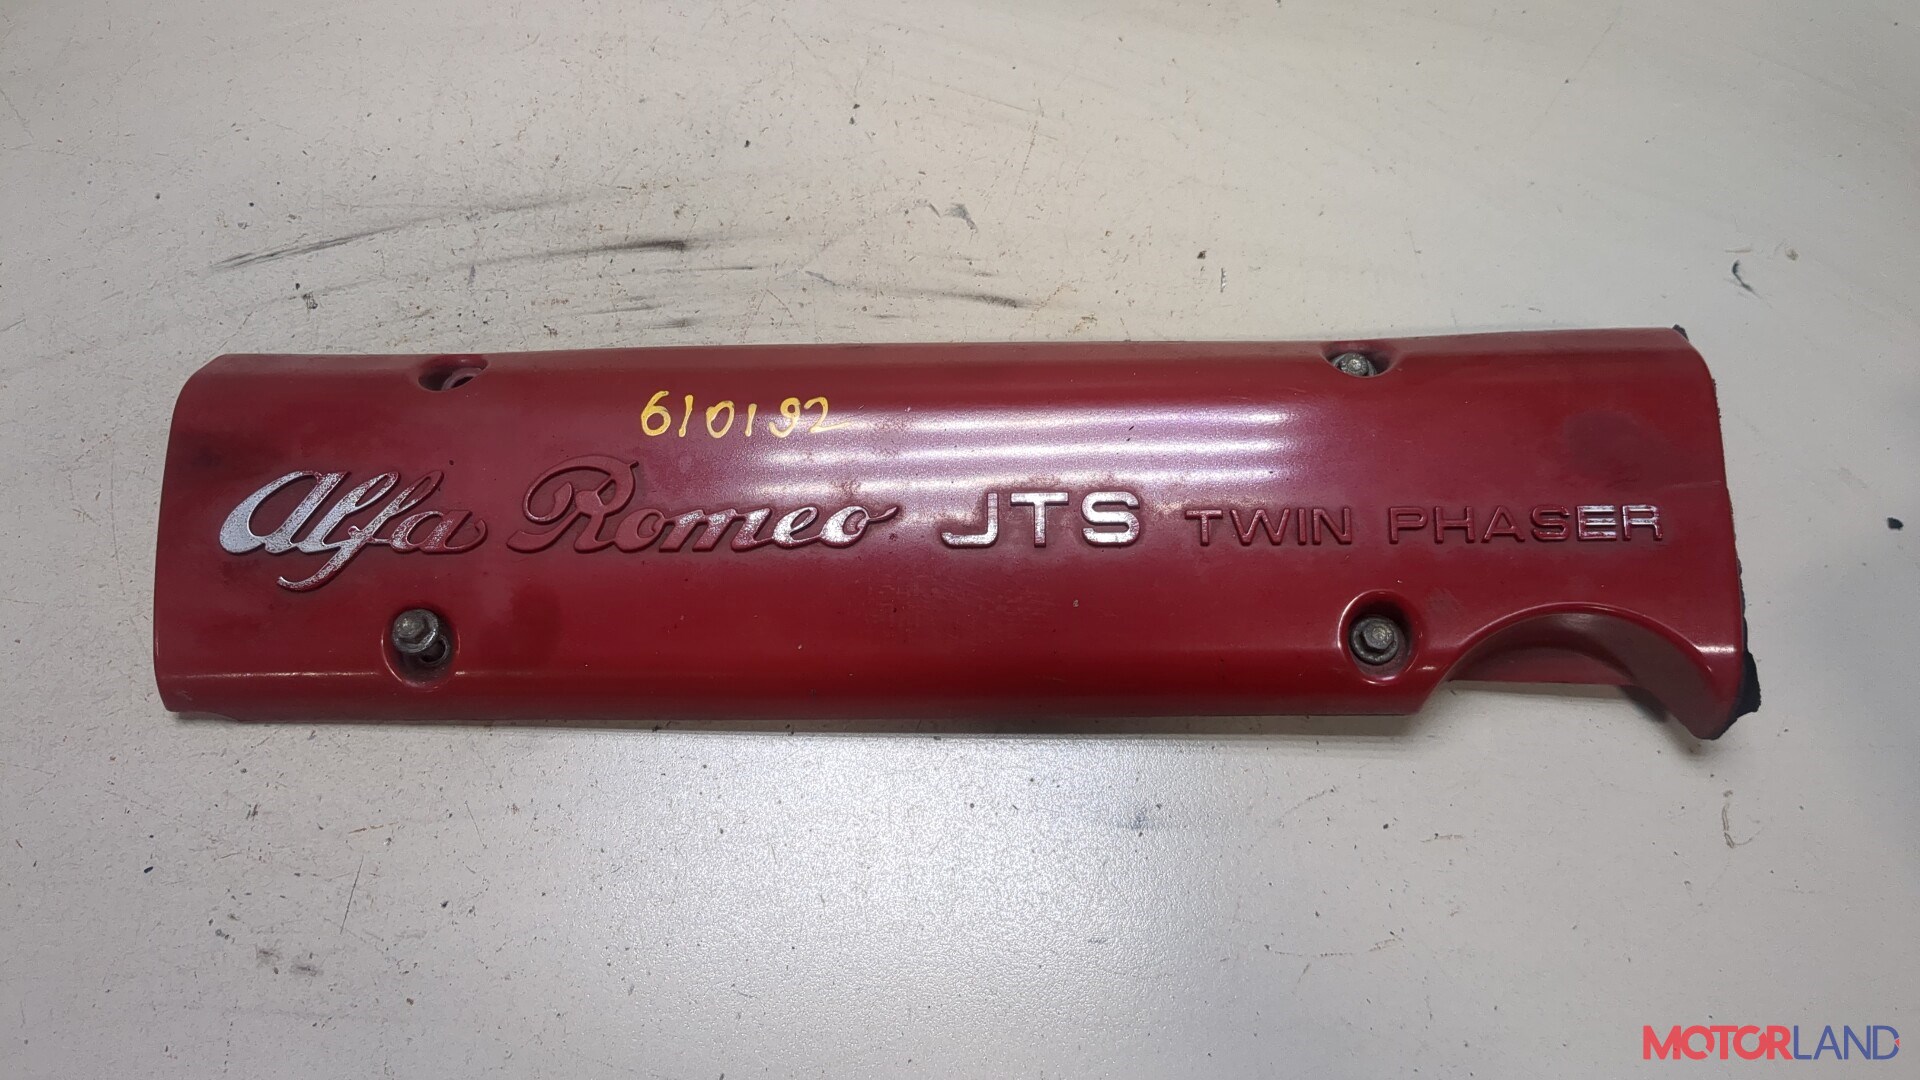 610192
Alfa Romeo JTS TWIN PHASER
MOTORLAND